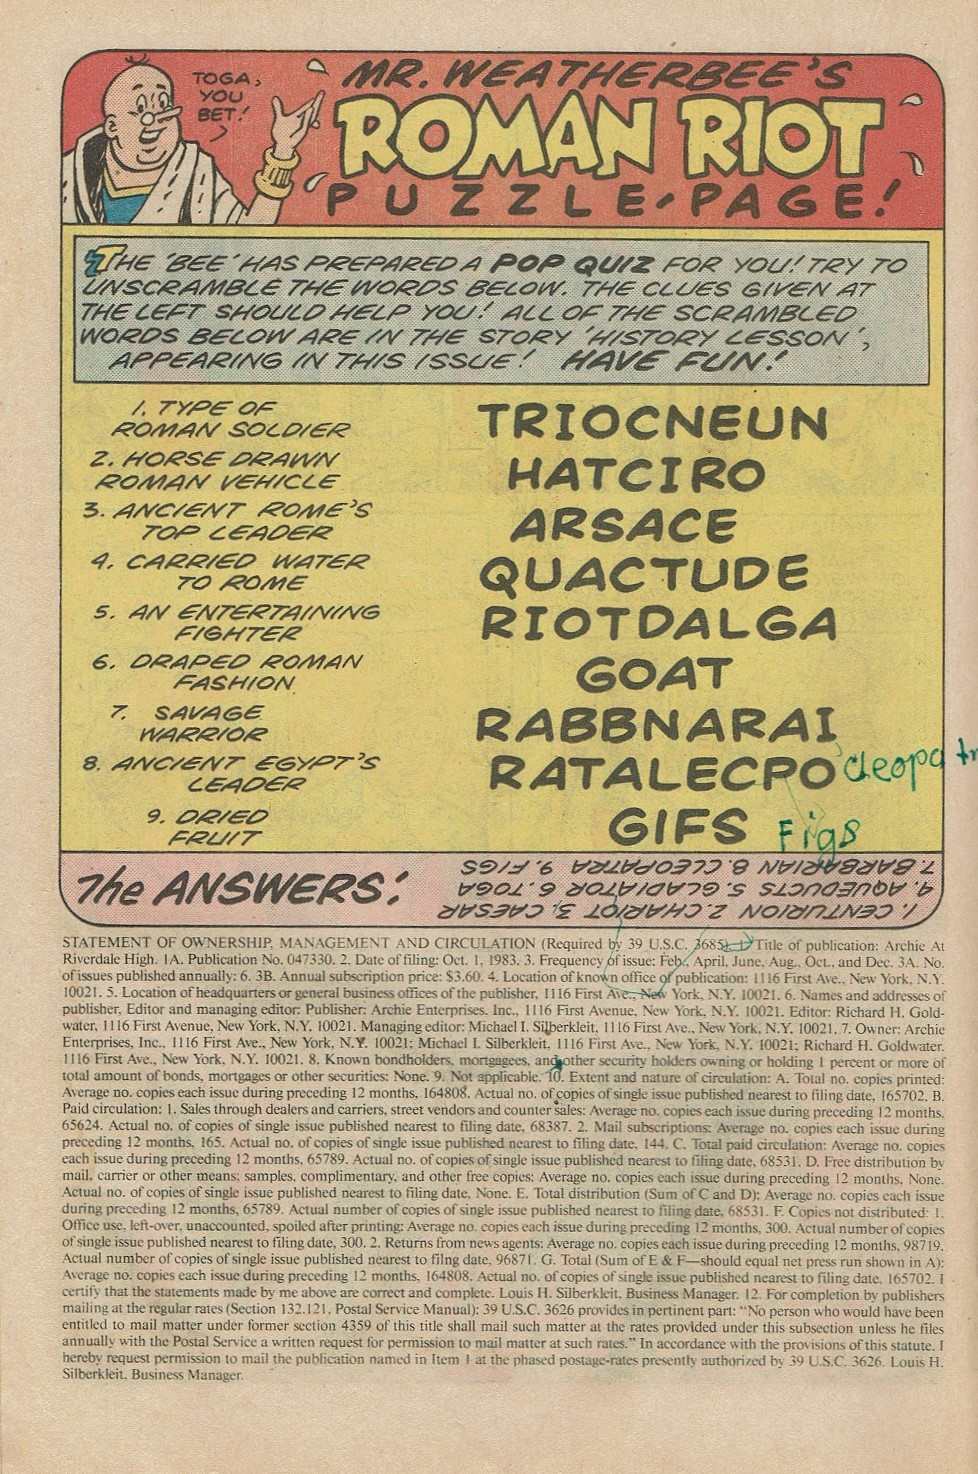 TOGA,
YOU
BET!
MR. WEATHERBEE'S
ROMAN RIOT
PUZZLE-PAGE!
THE 'BEE' HAS PREPARED A POP QUIZ FOR YOU! TRY TO
UNSCRAMBLE THE WORDS BELOW. THE CLUES GIVEN AT
THE LEFT SHOULD HELP YOU! ALL OF THE SCRAMBLED
WORDS BELOW ARE IN THE STORY 'HISTORY LESSON',
APPEARING IN THIS ISSUE! HAVE FUN!
1. TYPE OF
ROMAN SOLDIER
TRIOCNEUN
2. HORSE DRAWN
ROMAN VEHICLE
HATCIRO
3. ANCIENT ROME'S
TOP LEADER
ARSACE
4. CARRIED WATER
TO ROME
QUACTUDE
5. AN ENTERTAINING
FIGHTER
RIOTDALGA
6. DRAPED ROMAN
FASHION
GOAT
7. SAVAGE
WARRIOR
RABBNARAI
8. ANCIENT EGYPT'S
LEADER
RATALECPO cleopatr
9. DRIED
FRUIT
GIFS Figs
The ANSWERS:
1. CENTURION 2. CHARIOT 3. CAESAR
4. AQUEDUCTS 5. GLADIATOR 6. TOGA
7. BARBARIAN 8. CLEOPATRA 9. FIGS
STATEMENT OF OWNERSHIP, MANAGEMENT AND CIRCULATION (Required by 39 U.S.C. 3685). 1. Title of publication: Archie At
Riverdale High. 1A. Publication No. 047330. 2. Date of filing: Oct. 1, 1983. 3. Frequency of issue: Feb., April, June, Aug., Oct., and Dec. 3A. No.
of issues published annually: 6. 3B. Annual subscription price: $3.60. 4. Location of known office of publication: 1116 First Ave., New York, N.Y.
10021. 5. Location of headquarters or general business offices of the publisher, 1116 First Ave., New York, N.Y. 10021. 6. Names and addresses of
publisher, Editor and managing editor: Publisher: Archie Enterprises, Inc., 1116 First Avenue, New York, N.Y. 10021. Editor: Richard H. Gold-
water, 1116 First Avenue, New York, N.Y. 10021. Managing editor: Michael I. Silberkleit, 1116 First Ave., New York, N.Y. 10021. 7. Owner: Archie
Enterprises, Inc., 1116 First Ave., New York, N.Y. 10021; Michael I. Silberkleit, 1116 First Ave., New York, N.Y. 10021; Richard H. Goldwater,
1116 First Ave., New York, N.Y. 10021. 8. Known bondholders, mortgagees, and other security holders owning or holding 1 percent or more of
total amount of bonds, mortgages or other securities: None. 9. Not applicable. 10. Extent and nature of circulation: A. Total no. copies printed:
Average no. copies each issue during preceding 12 months, 164808. Actual no. of copies of single issue published nearest to filing date, 165702. B.
Paid circulation: 1. Sales through dealers and carriers, street vendors and counter sales: Average no. copies each issue during preceding 12 months,
65624. Actual no. of copies of single issue published nearest to filing date, 68387. 2. Mail subscriptions: Average no. copies each issue during
preceding 12 months, 165. Actual no. of copies of single issue published nearest to filing date, 144. C. Total paid circulation: Average no. copies
each issue during preceding 12 months, 65789. Actual no. of copies of single issue published nearest to filing date, 68531. D. Free distribution by
mail, carrier or other means; samples, complimentary, and other free copies: Average no. copies each issue during preceding 12 months, None.
Actual no. of copies of single issue published nearest to filing date, None. E. Total distribution (Sum of C and D): Average no. copies each issue
during preceding 12 months, 65789. Actual number of copies of single issue published nearest to filing date, 68531. F. Copies not distributed: 1.
Office use, left-over, unaccounted, spoiled after printing: Average no. copies each issue during preceding 12 months, 300. Actual number of copies
of single issue published nearest to filing date, 300. 2. Returns from news agents: Average no. copies each issue during preceding 12 months, 98719.
Actual number of copies of single issue published nearest to filng date, 96871. G. Total (Sum of E & F—should equal net press run shown in A):
Average no. copies each issue during preceding 12 months, 164808. Actual no. of copies of single issue published nearest to filing date, 165702. I
certify that the statements made by me above are correct and complete. Louis H. Silberkleit, Business Manager. 12. For completion by publishers
mailing at the regular rates (Section 132.121, Postal Service Manual): 39 U.S.C. 3626 provides in pertinent part: "No person who would have been
entitled to mail matter under former section 4359 of this title shall mail such matter at the rates provided under this subsection unless he files
annually with the Postal Service a written request for permission to mail matter at such rates." In accordance with the provisions of this statute, I
hereby request permission to mail the publication named in Item 1 at the phased postage-rates presently authorized by 39 U.S.C. 3626. Louis H.
Silberkleit, Business Manager.